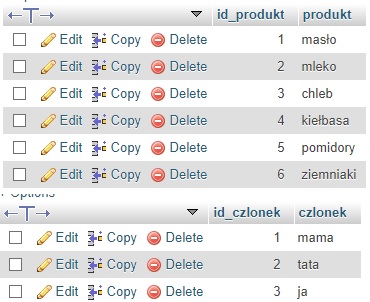 id_produkt produkt
Edit Copy Delete 1 masło
Edit Copy Delete 2 mleko
Edit Copy Delete 3 chleb
Edit Copy Delete 4 kiełbasa
Edit Copy Delete 5 pomidory
Edit Copy Delete 6 ziemniaki
Options
id_czlonek czlonek
Edit Copy Delete 1 mama
Edit Copy Delete 2 tata
Edit Copy Delete 3 ja